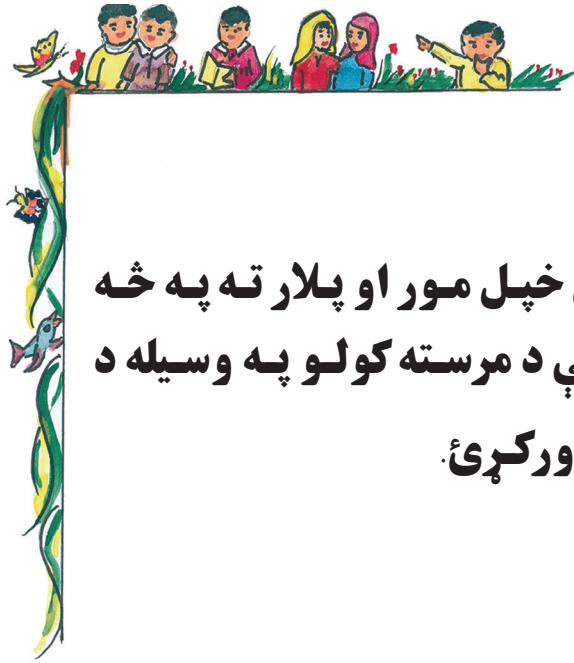 خپل مور او پلار ته په څه
د مرسته کولو په وسیله د
ورکړئ.